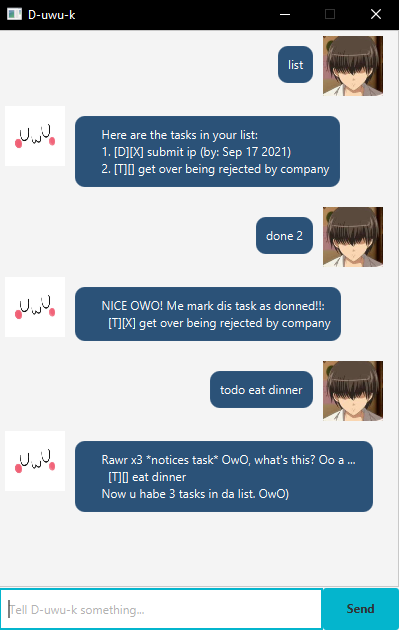 D-uwu-k
list
UwU
Here are the tasks in your list:
1. [D][X] submit ip (by: Sep 17 2021)
2. [T][] get over being rejected by company
done 2
UwU
NICE OWO! Me mark dis task as donned!!:
[T][X] get over being rejected by company
todo eat dinner
UwU
Rawr x3 *notices task* OwO, what's this? Oo a ...
[T][] eat dinner
Now u habe 3 tasks in da list. OwO)
Tell D-uwu-k something...
Send